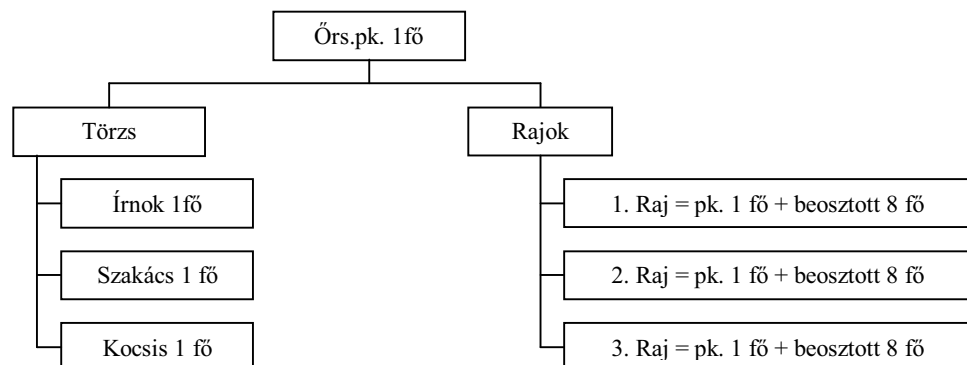 Őrs.pk. 1fő
Törzs
Írnok 1fő
Szakács 1 fő
Kocsis 1 fő
Rajok
1. Raj = pk. 1 fő + beosztott 8 fő
2. Raj = pk. 1 fő + beosztott 8 fő
3. Raj = pk. 1 fő + beosztott 8 fő